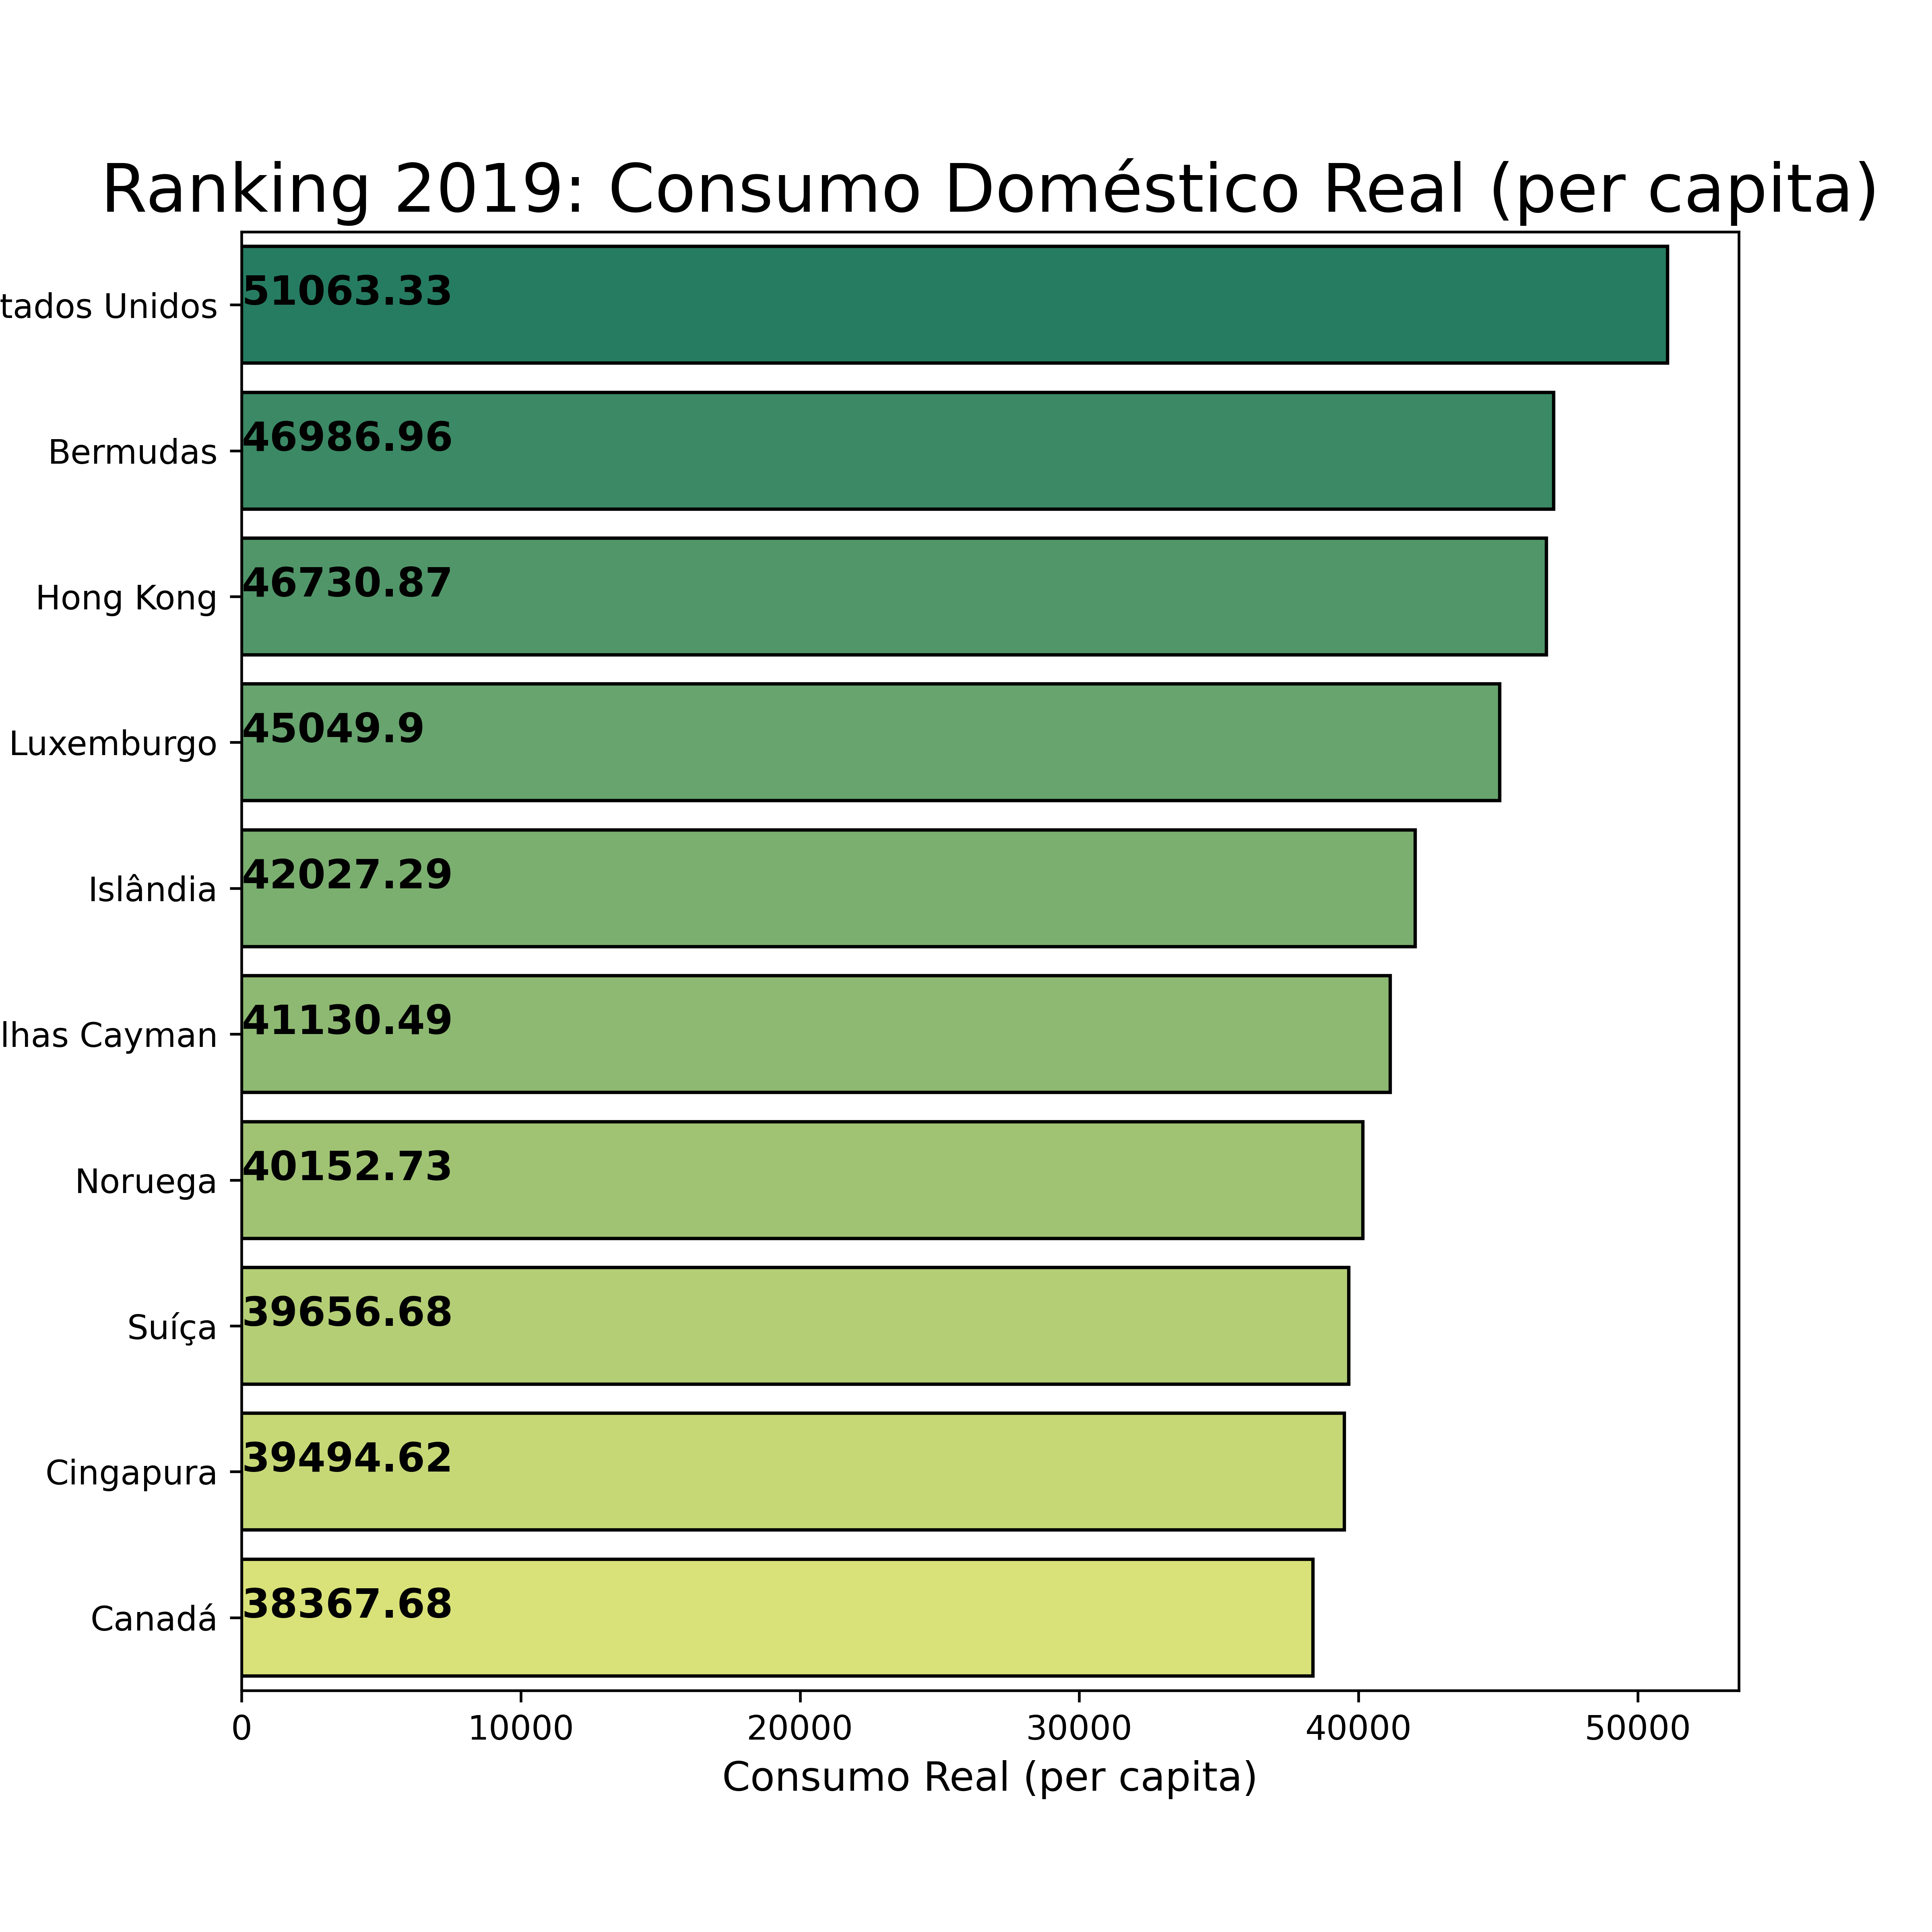 Ranking 2019: Consumo Doméstico Real (per capita)
tados Unidos 51063.33
Bermudas 46986.96
Hong Kong 46730.87
Luxemburgo 45049.9
Islândia 42027.29
lhas Cayman 41130.49
Noruega 40152.73
Suíça 39656.68
Cingapura 39494.62
Canadá 38367.68
0 10000 20000 30000 40000 50000
Consumo Real (per capita)